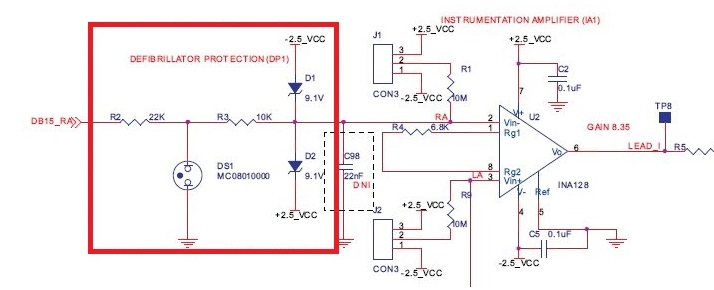 INSTRUMENTATION AMPLIFIER (IA1)
-2.5_VCC
J1
+2.5_VCC
+2.5_VCC
DEFIBRILLATOR PROTECTION (DP1)
3
2
1
C2
0.1uF
D1
9.1V
R1
10M
7
CON3
-2.5_VCC
TP8
DB15_RA
R2
22K
R3
10K
RA
2
Vin-
V+
U2
R4
6.8K
1
Rg1
GAIN 8.35
Vo
6
LEAD_I
R5
DS1
MC08010000
D2
9.1V
C98
22nF
DNI
8
Rg2
LA
3
Vin+
V-
Ref
INA128
+2.5_VCC
J2
+2.5_VCC
R9
10M
4
5
3
2
1
C5
0.1uF
CON3
-2.5_VCC
-2.5_VCC